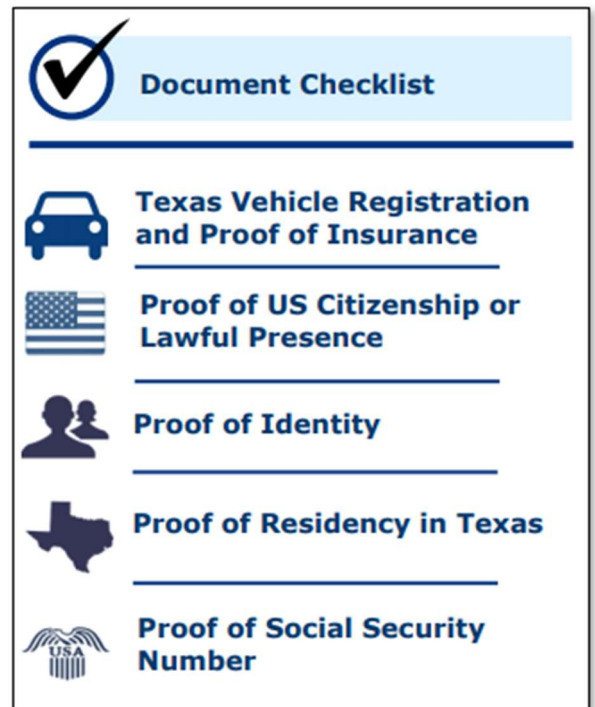 Document Checklist
Texas Vehicle Registration
and Proof of Insurance
Proof of US Citizenship or
Lawful Presence
Proof of Identity
Proof of Residency in Texas
Proof of Social Security
Number
USA